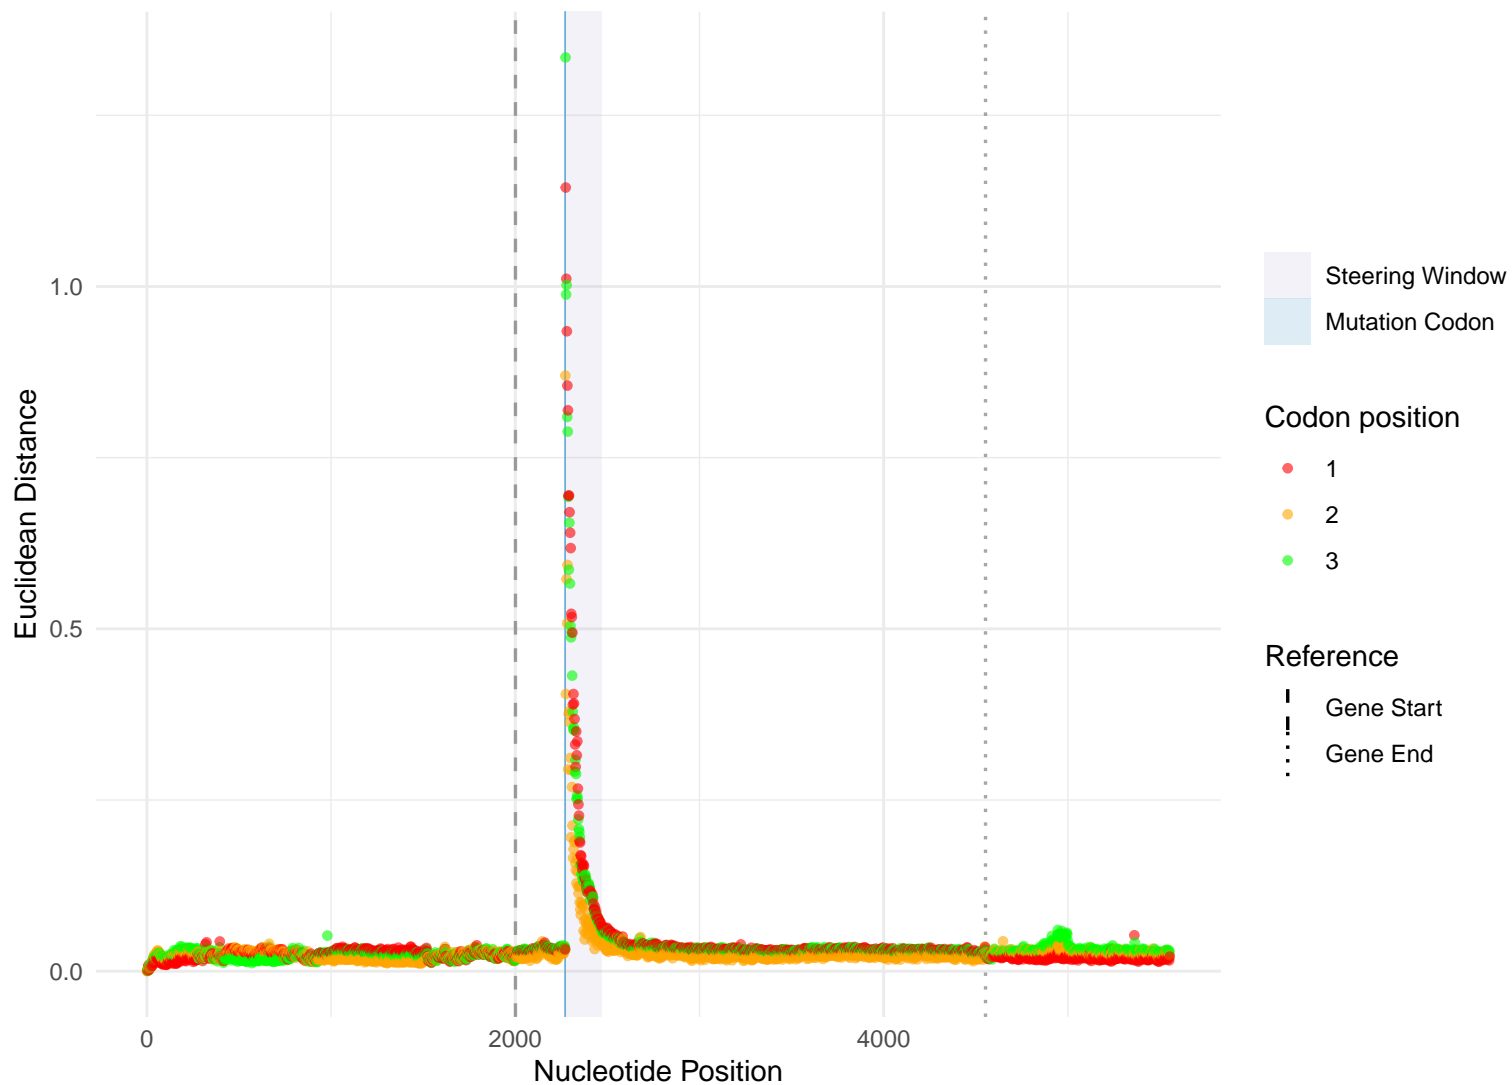 1.0
0.5
0.0
Euclidean Distance
0
2000
4000
Nucleotide Position
Steering Window
Mutation Codon
Codon position
1
2
3
Reference
Gene Start
Gene End